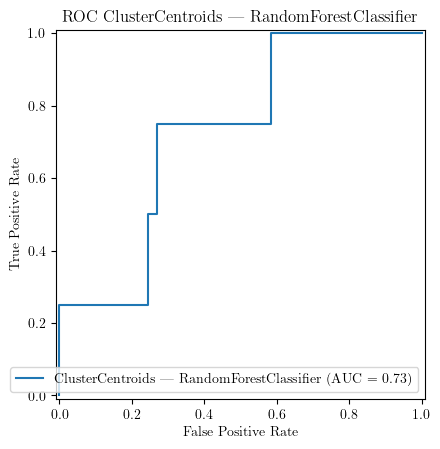 ROC ClusterCentroids — RandomForestClassifier
1.0
0.8
0.6
0.4
0.2
0.0
True Positive Rate
ClusterCentroids — RandomForestClassifier (AUC = 0.73)
0.0 0.2 0.4 0.6 0.8 1.0
False Positive Rate